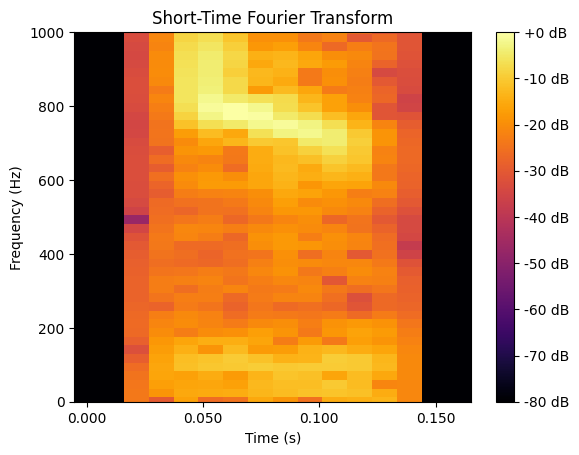 Short-Time Fourier Transform
1000
800
600
400
200
0
Frequency (Hz)
0.000
0.050
0.100
0.150
Time (s)
+0 dB
-10 dB
-20 dB
-30 dB
-40 dB
-50 dB
-60 dB
-70 dB
-80 dB